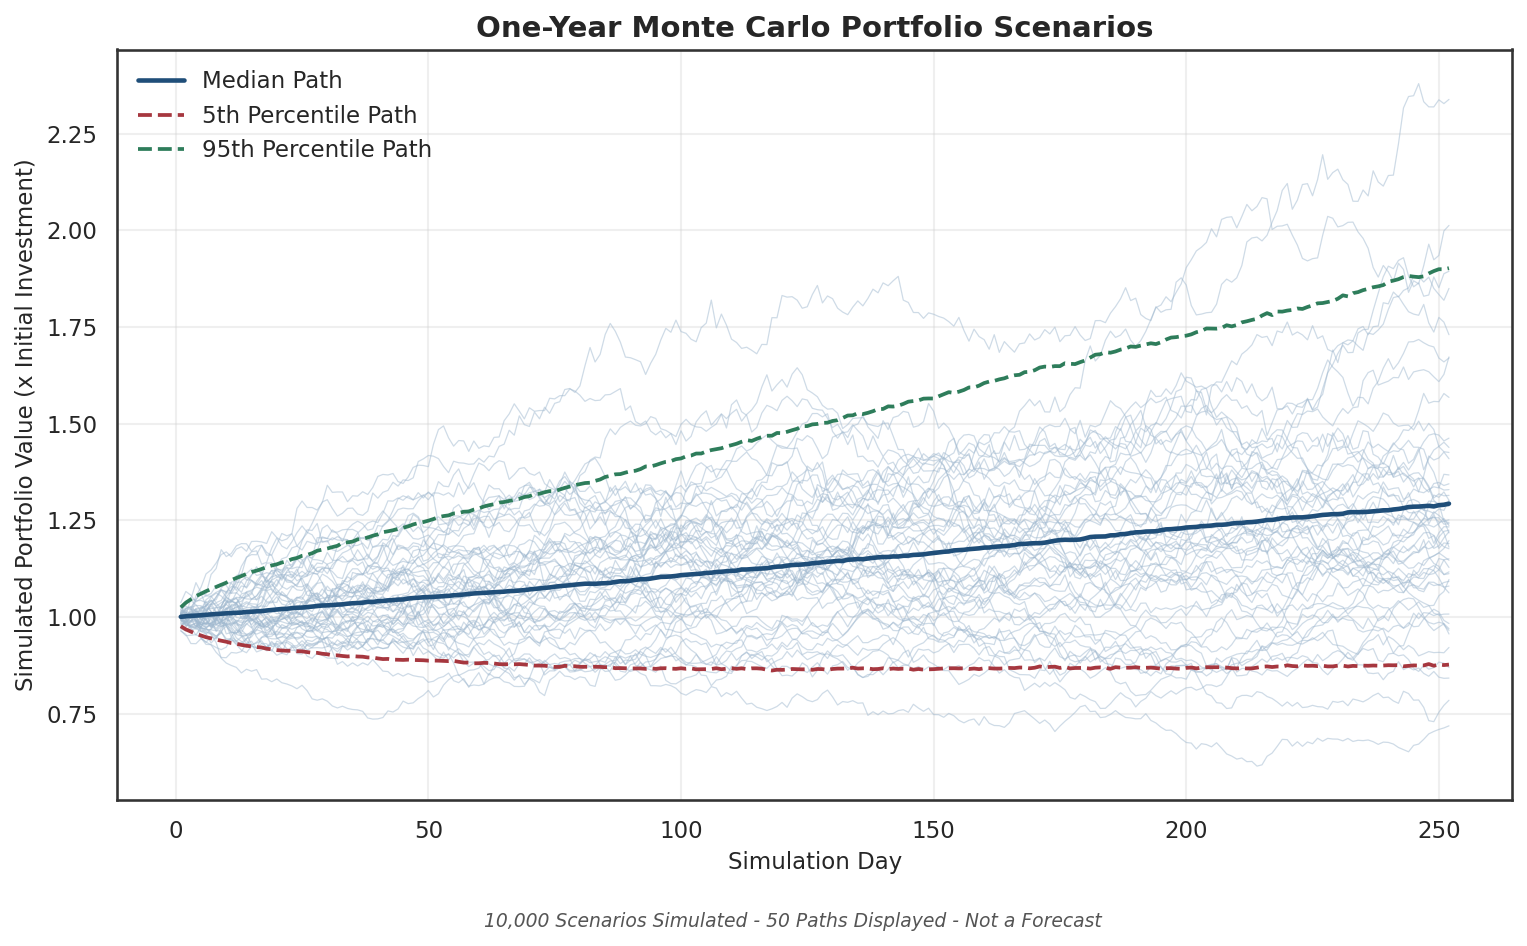 One-Year Monte Carlo Portfolio Scenarios
Median Path
5th Percentile Path
95th Percentile Path
Simulated Portfolio Value (x Initial Investment)
2.25
2.00
1.75
1.50
1.25
1.00
0.75
0 50 100 150 200 250
Simulation Day
10,000 Scenarios Simulated - 50 Paths Displayed - Not a Forecast